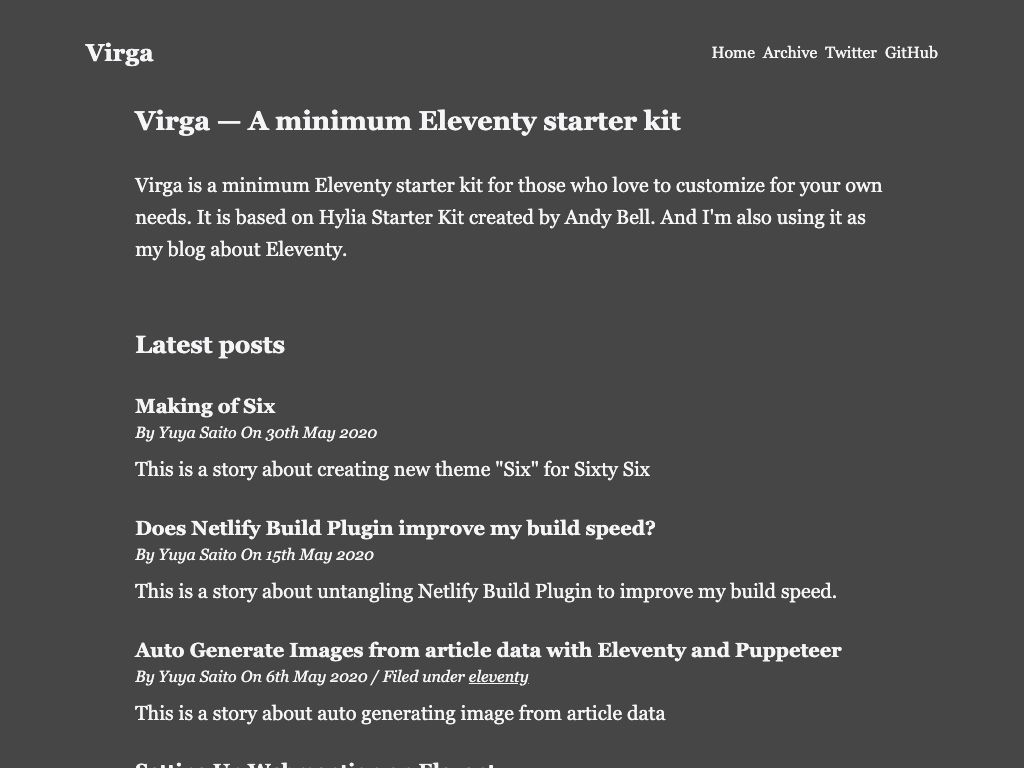 Virga
Home Archive Twitter GitHub
Virga — A minimum Eleventy starter kit
Virga is a minimum Eleventy starter kit for those who love to customize for your own
needs. It is based on Hylia Starter Kit created by Andy Bell. And I'm also using it as
my blog about Eleventy.
Latest posts
Making of Six
By Yuya Saito On 30th May 2020
This is a story about creating new theme "Six" for Sixty Six
Does Netlify Build Plugin improve my build speed?
By Yuya Saito On 15th May 2020
This is a story about untangling Netlify Build Plugin to improve my build speed.
Auto Generate Images from article data with Eleventy and Puppeteer
By Yuya Saito On 6th May 2020 / Filed under eleventy
This is a story about auto generating image from article data